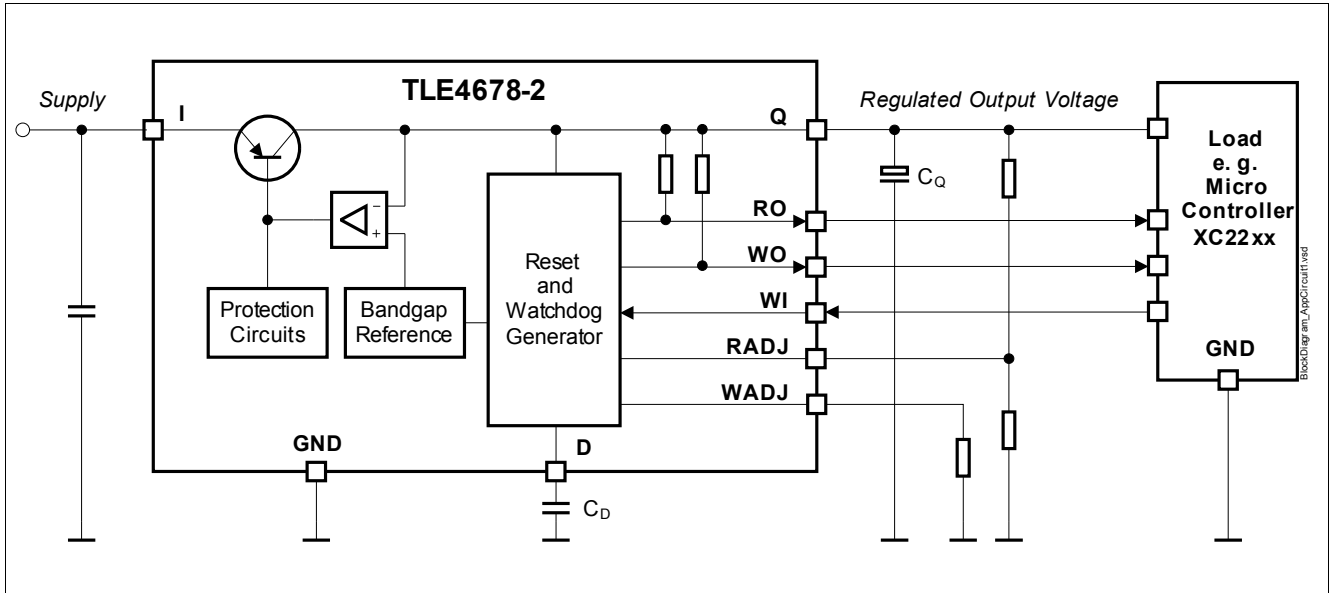 TLE4678-2
Supply
I
Q
Regulated Output Voltage
Load
e. g.
Micro
Controller
XC22xx
CQ
RO
WO
WI
RADJ
WADJ
Reset
and
Watchdog
Generator
-
+
Protection
Circuits
Bandgap
Reference
GND
D
CD
GND
BlockDiagram_AppCircuit1.vsd